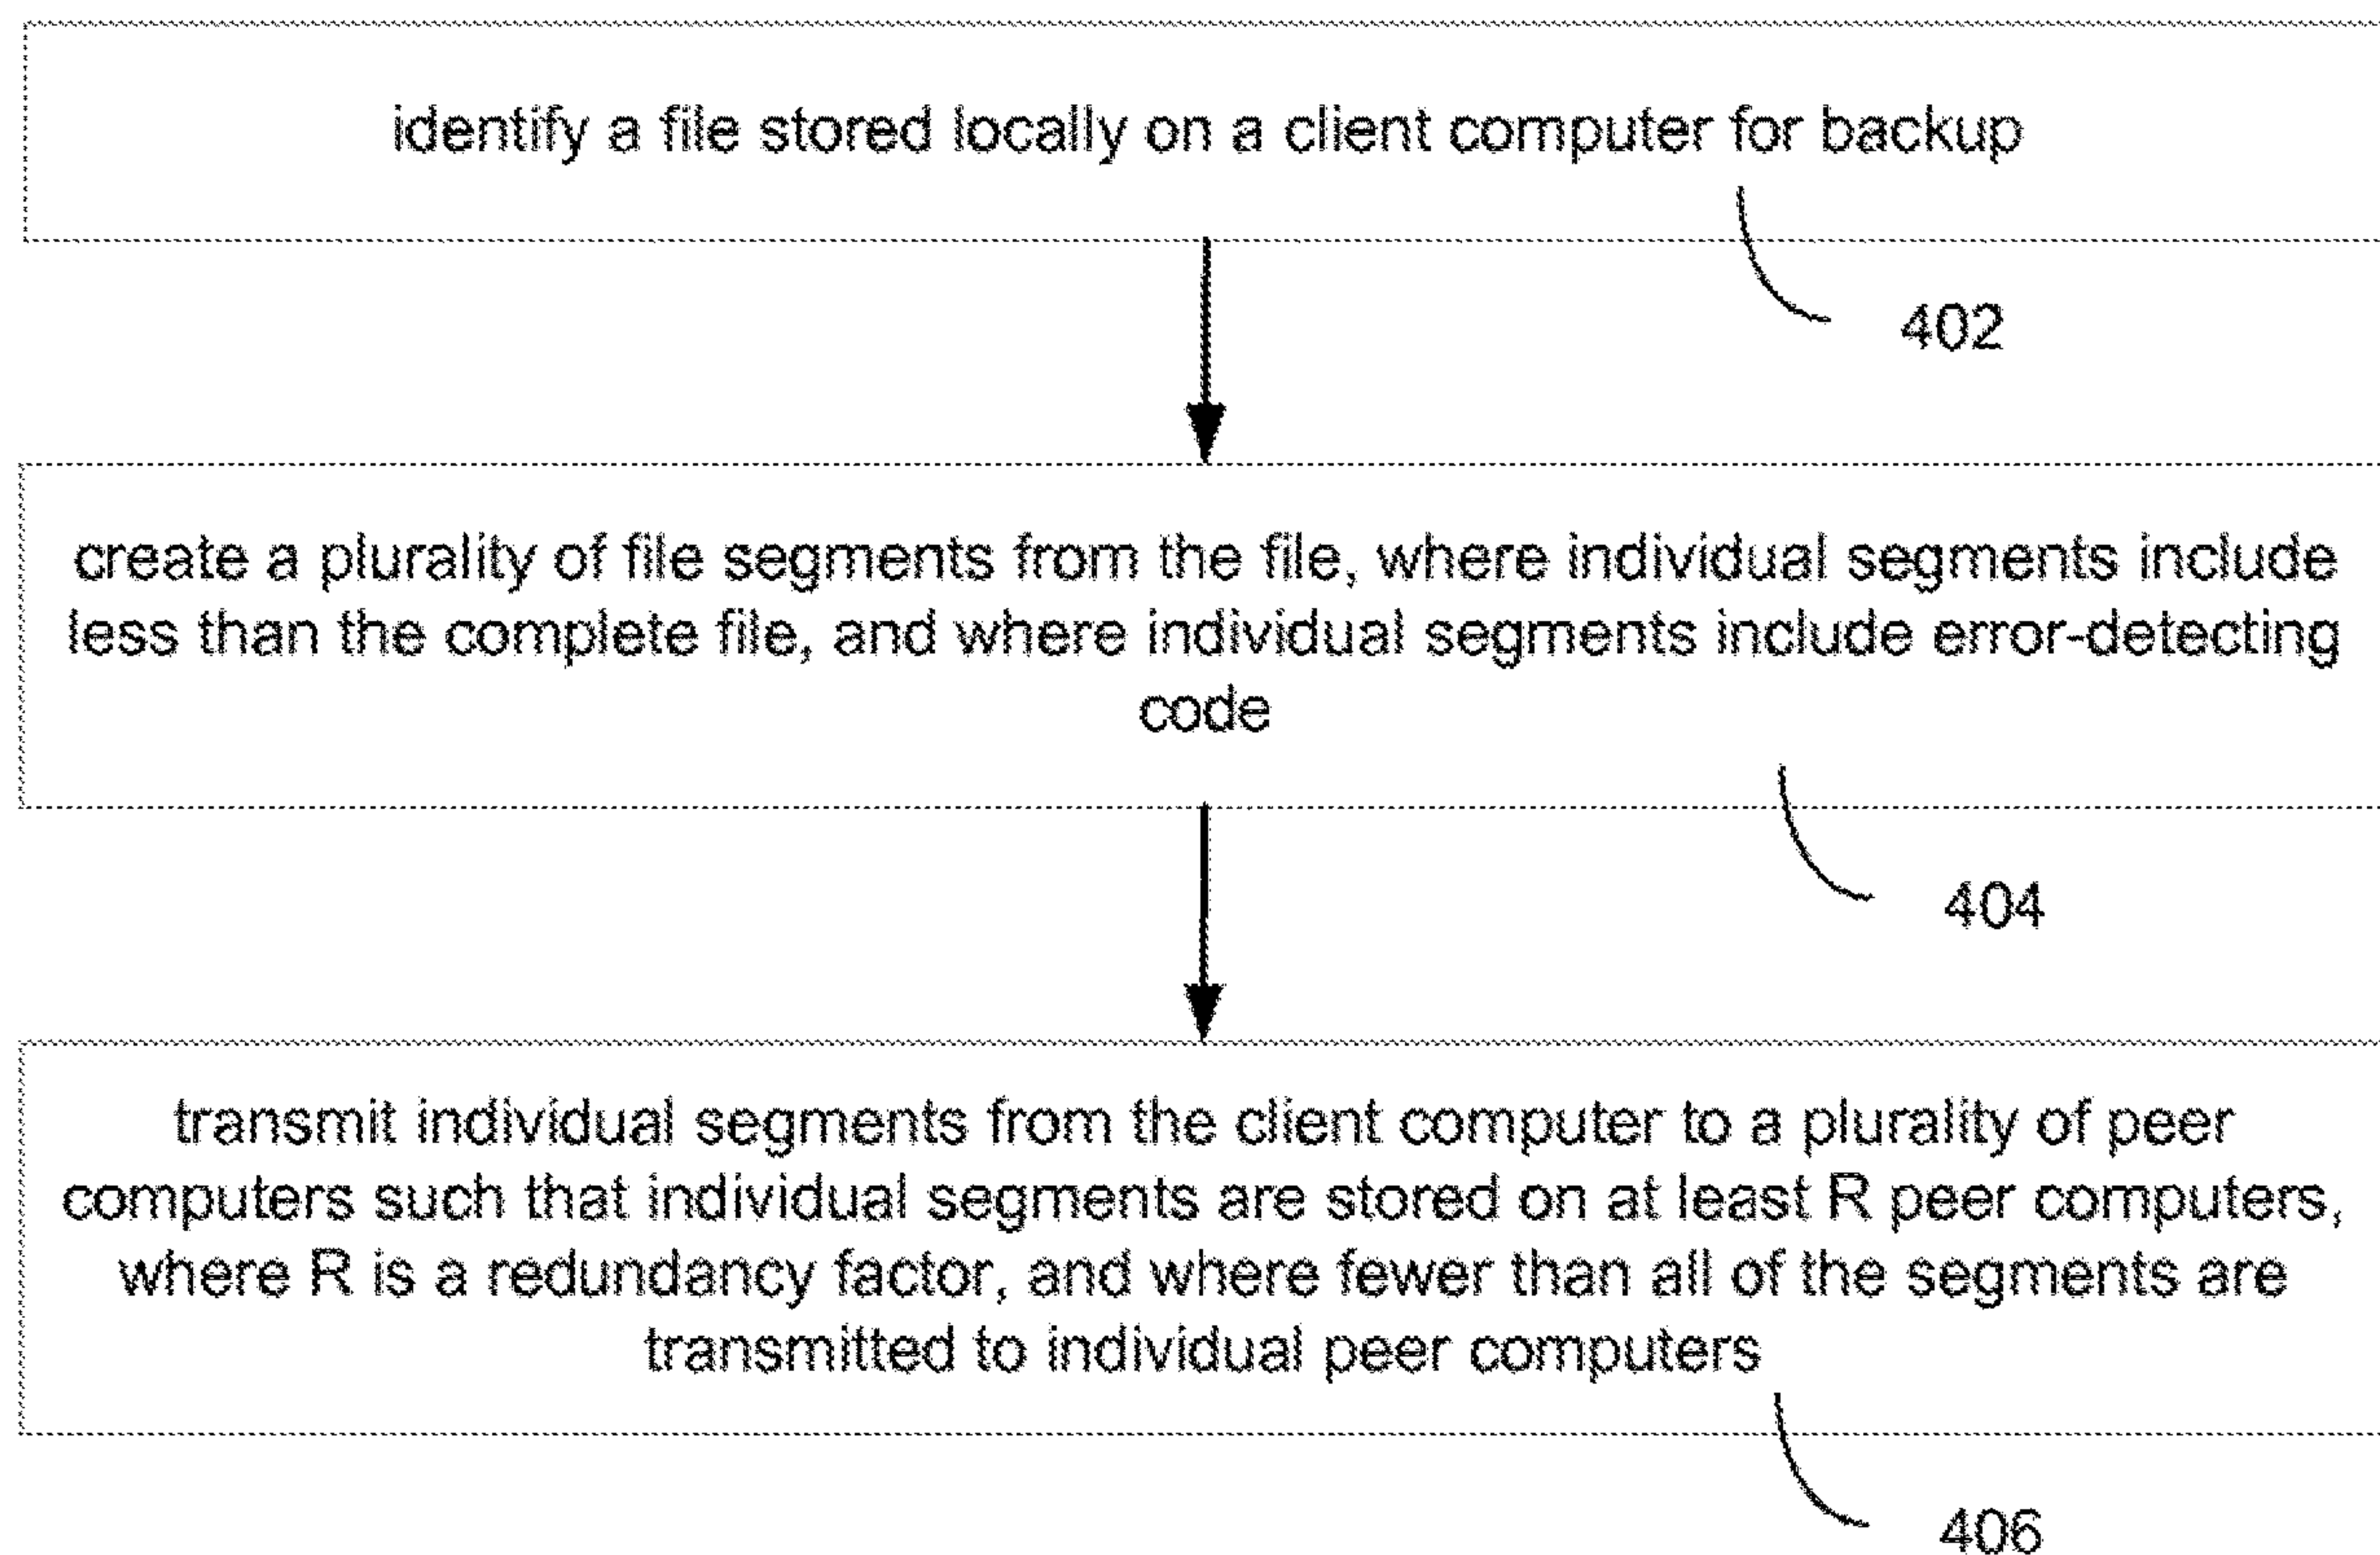 identify a file stored locally on a client computer for backup
402
create a plurality of file segments from the file, where individual segments include
less than the complete file, and where individual segments include error-detecting
code
404
transmit individual segments from the client computer to a plurality of peer
computers such that individual segments are stored on at least R peer computers,
where R is a redundancy factor, and where fewer than all of the segments are
transmitted to individual peer computers
406